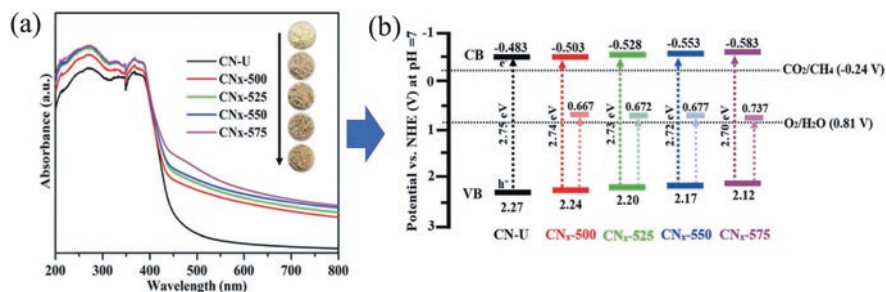 (a)
CN-U
CNx-500
CNx-525
CNx-550
CNx-575
Absorbance (a.u.)
200 300 400 500 600 700 800
Wavelength (nm)
(b)
Potential vs. NHE (V) at pH =7
-1
0
1
2
3
CB
VB
-0.483 -0.503 -0.528 -0.553 -0.583
e⁻
CO₂/CH₄ (-0.24 V)
0.667 0.672 0.677 0.737
O₂/H₂O (0.81 V)
2.75 eV 2.74 eV 2.73 eV 2.72 eV 2.70 eV
h⁺
2.27 2.24 2.20 2.17 2.12
CN-U CNₓ-500 CNₓ-525 CNₓ-550 CNₓ-575